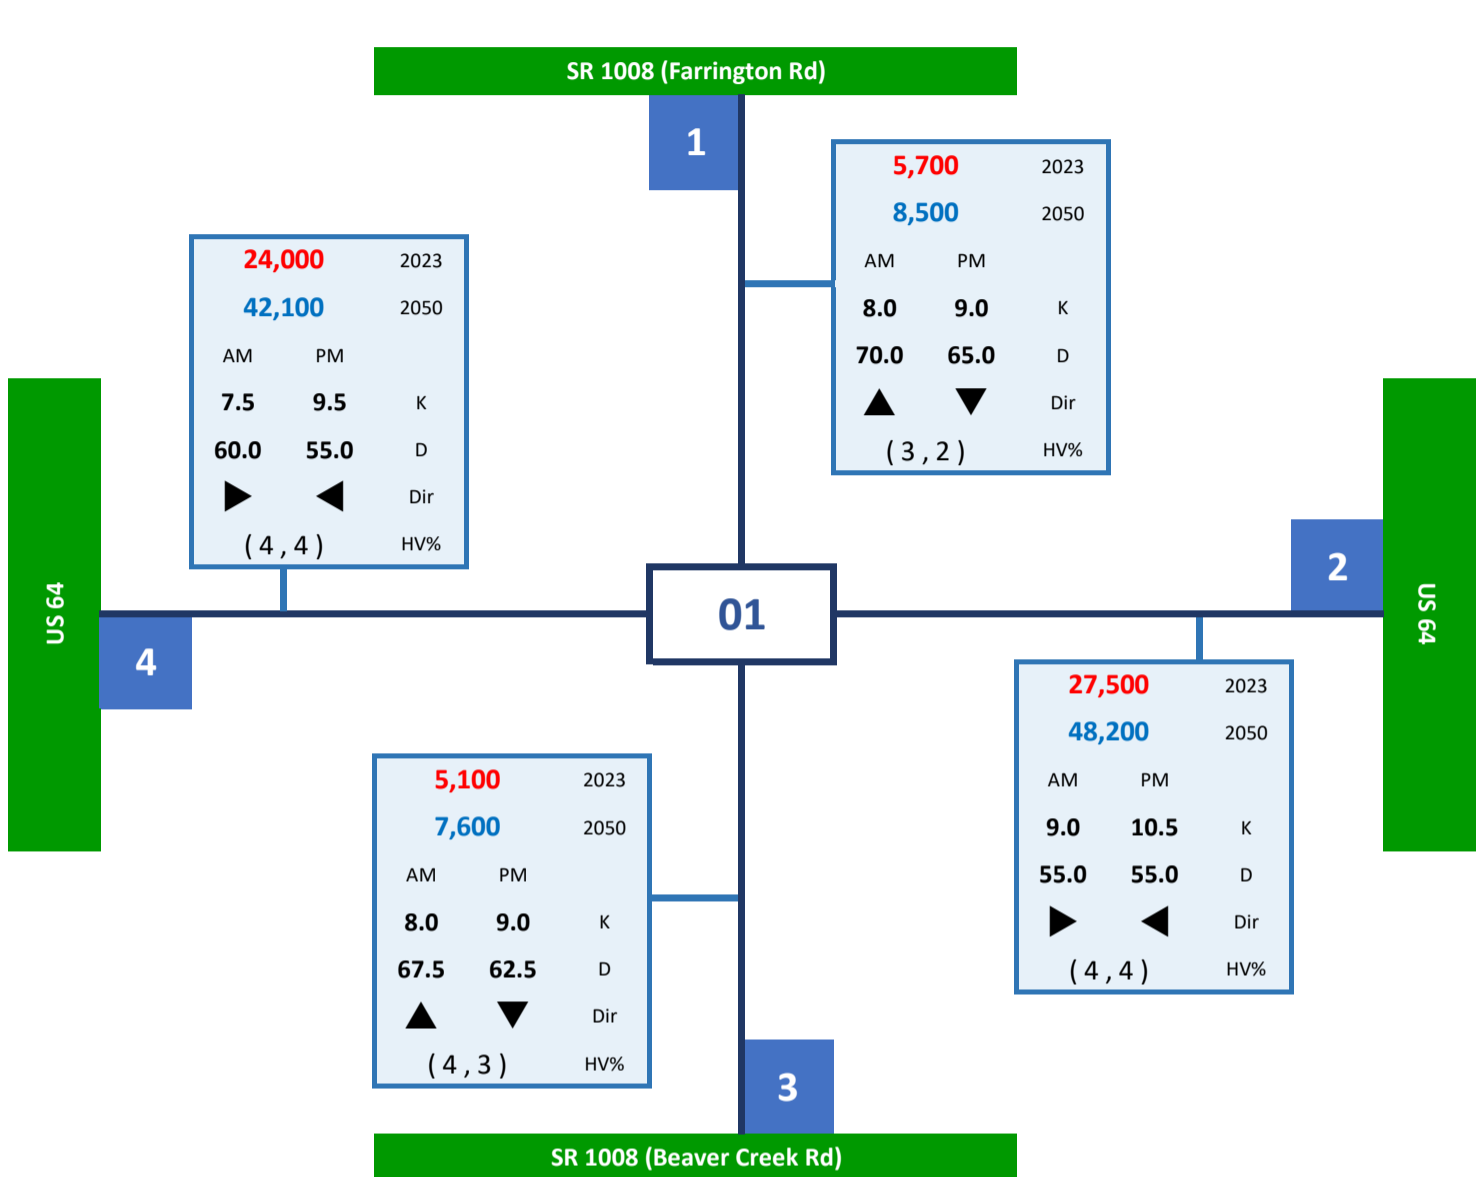 SR 1008 (Farrington Rd)
1
5,700 2023
8,500 2050
AM PM
8.0 9.0 K
70.0 65.0 D
▲ ▼ Dir
( 3 , 2 ) HV%
24,000 2023
42,100 2050
AM PM
7.5 9.5 K
60.0 55.0 D
▶ ◀ Dir
( 4 , 4 ) HV%
US 64
4
01
2
US 64
27,500 2023
48,200 2050
AM PM
9.0 10.5 K
55.0 55.0 D
▶ ◀ Dir
( 4 , 4 ) HV%
5,100 2023
7,600 2050
AM PM
8.0 9.0 K
67.5 62.5 D
▲ ▼ Dir
( 4 , 3 ) HV%
3
SR 1008 (Beaver Creek Rd)